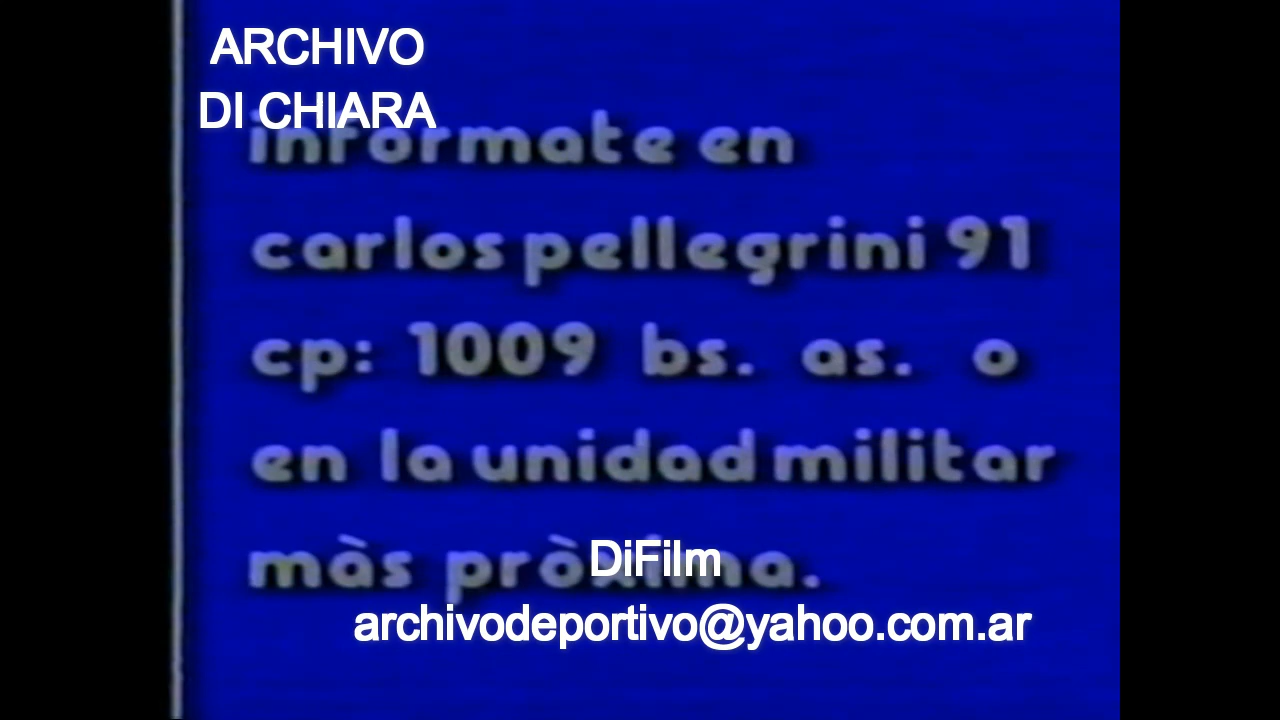 ARCHIVO
DI CHIARA
informate en
carlos pellegrini 91
cp: 1009 bs. as. o
en la unidad militar
màs pròxima.
DiFilm
archivodeportivo@yahoo.com.ar